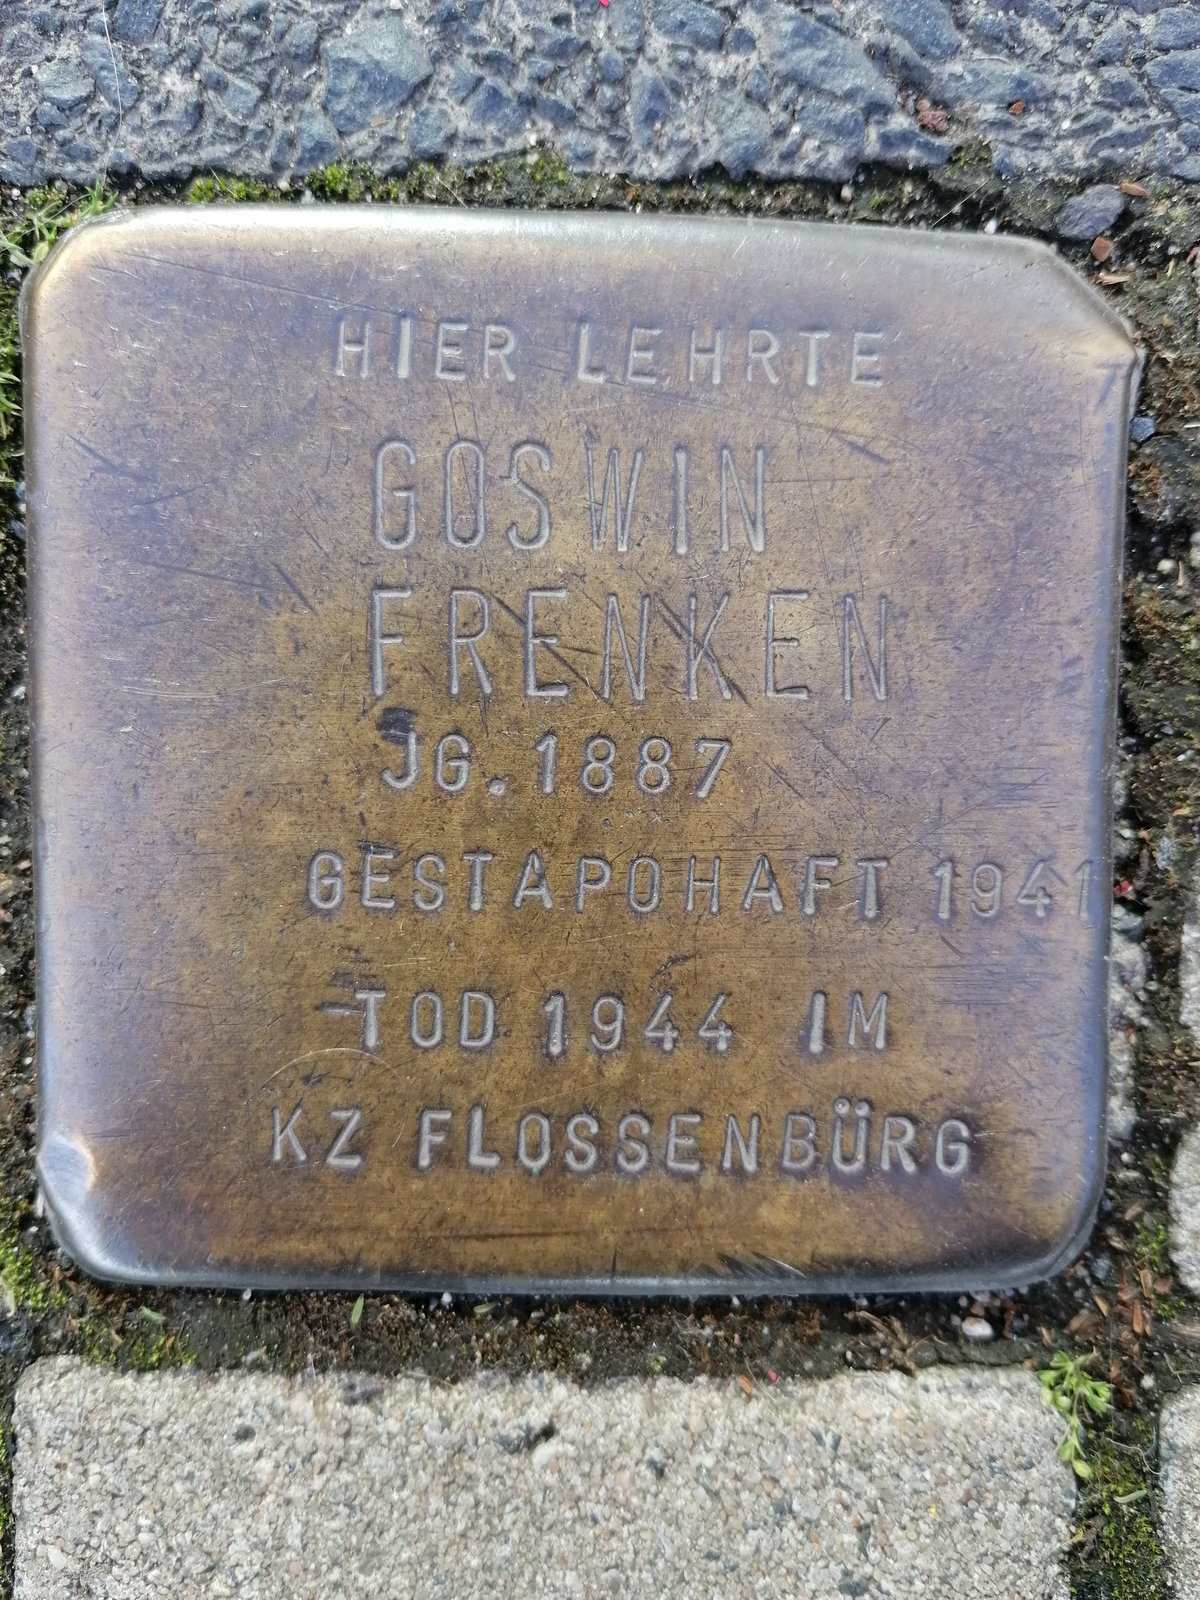 HIER LEHRTE
GOSWIN
FRENKEN
JG. 1887
GESTAPOHAFT 1941
TOD 1944 IM
KZ FLOSSENBÜRG